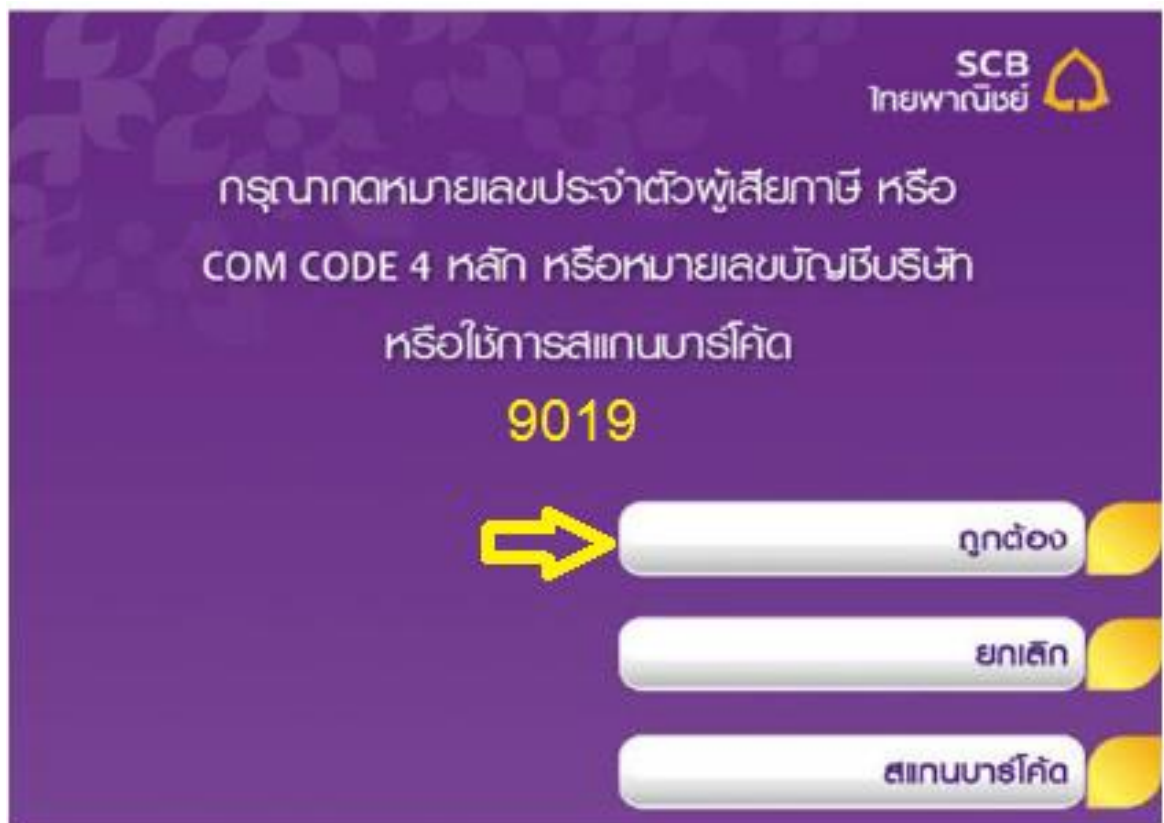 SCB
ไทยพาณิชย์
กรุณากดหมายเลขประจำตัวผู้เสียภาษี หรือ
COM CODE 4 หลัก หรือหมายเลขบัญชีบริษัท
หรือใช้การสแกนบาร์โค้ด
9019
ถูกต้อง
ยกเลิก
สแกนบาร์โค้ด